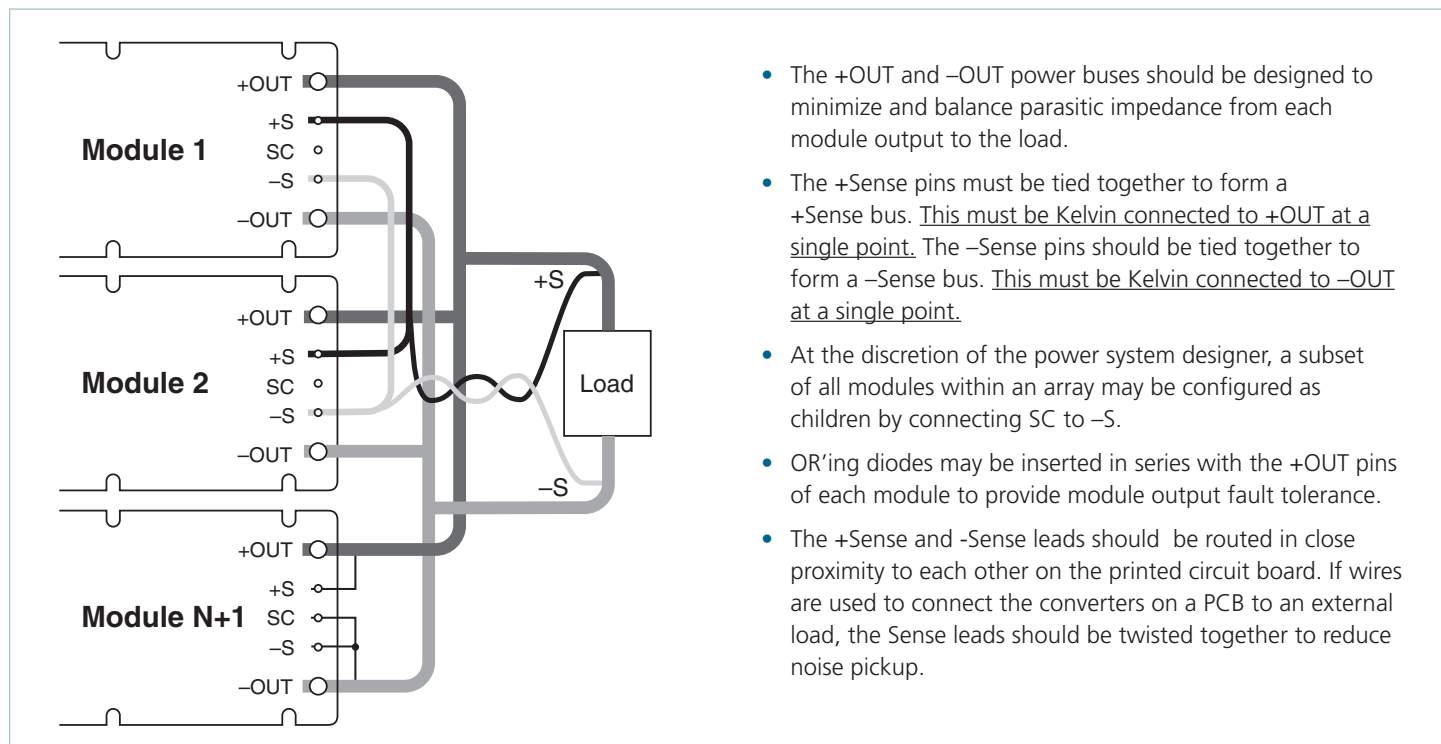 +OUT
+S
Module 1
SC
–S
–OUT
+OUT
+S
Module 2
SC
–S
–OUT
+OUT
+S
Module N+1
SC
–S
–OUT
+S
Load
–S
• The +OUT and –OUT power buses should be designed to
minimize and balance parasitic impedance from each
module output to the load.
• The +Sense pins must be tied together to form a
+Sense bus. This must be Kelvin connected to +OUT at a
single point. The –Sense pins should be tied together to
form a –Sense bus. This must be Kelvin connected to –OUT
at a single point.
• At the discretion of the power system designer, a subset
of all modules within an array may be configured as
children by connecting SC to –S.
• OR’ing diodes may be inserted in series with the +OUT pins
of each module to provide module output fault tolerance.
• The +Sense and -Sense leads should be routed in close
proximity to each other on the printed circuit board. If wires
are used to connect the converters on a PCB to an external
load, the Sense leads should be twisted together to reduce
noise pickup.